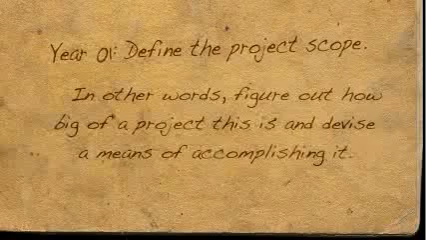 Year 01: Define the project scope.
In other words, figure out how
big of a project this is and devise
a means of accomplishing it.